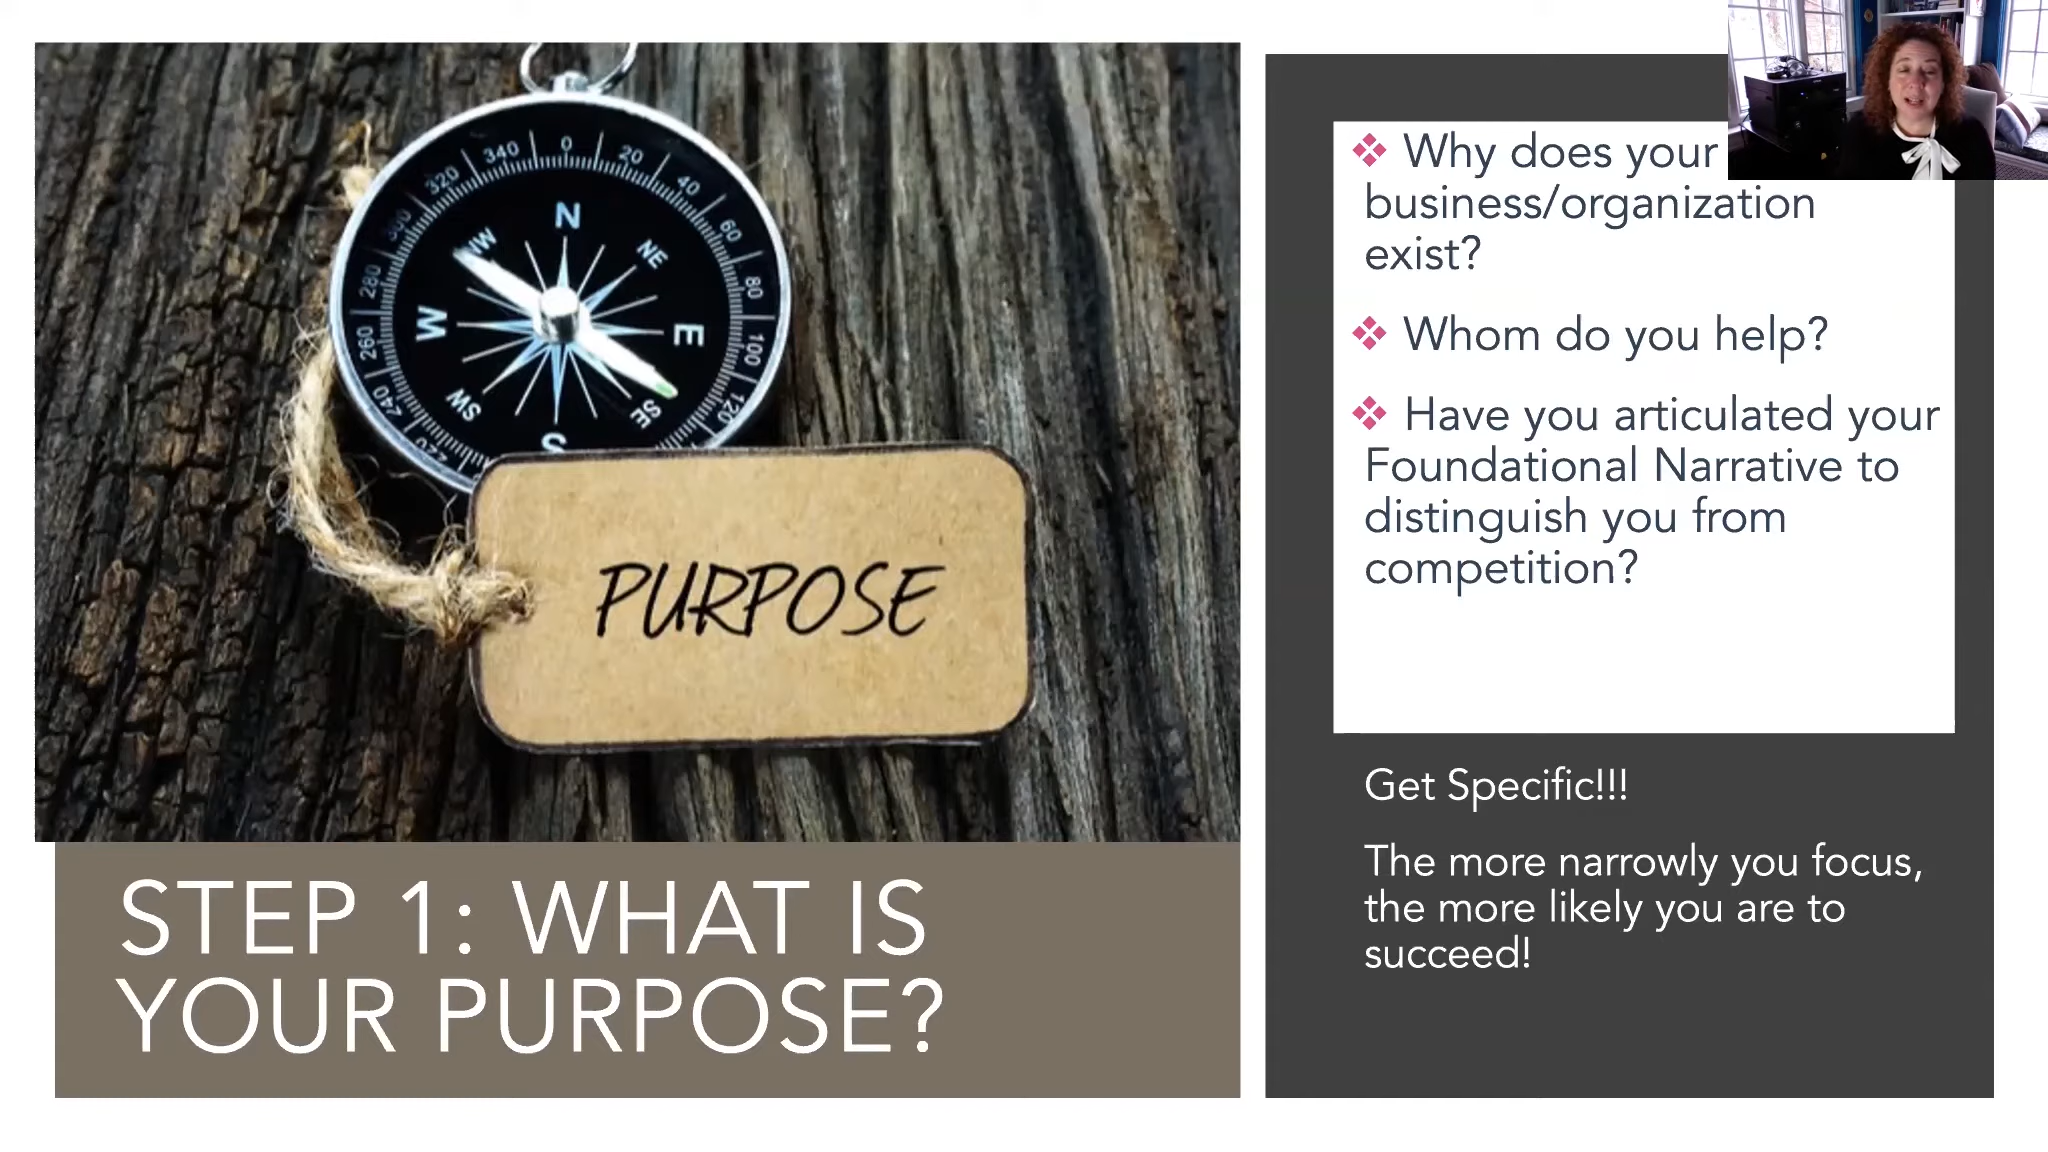 0
20
40
60
80
100
120
220
240
260
280
300
320
340
N
NE
E
SE
S
SW
W
NW
PURPOSE
STEP 1: WHAT IS
YOUR PURPOSE?
❖ Why does your
business/organization
exist?
❖ Whom do you help?
❖ Have you articulated your
Foundational Narrative to
distinguish you from
competition?
Get Specific!!!
The more narrowly you focus,
the more likely you are to
succeed!